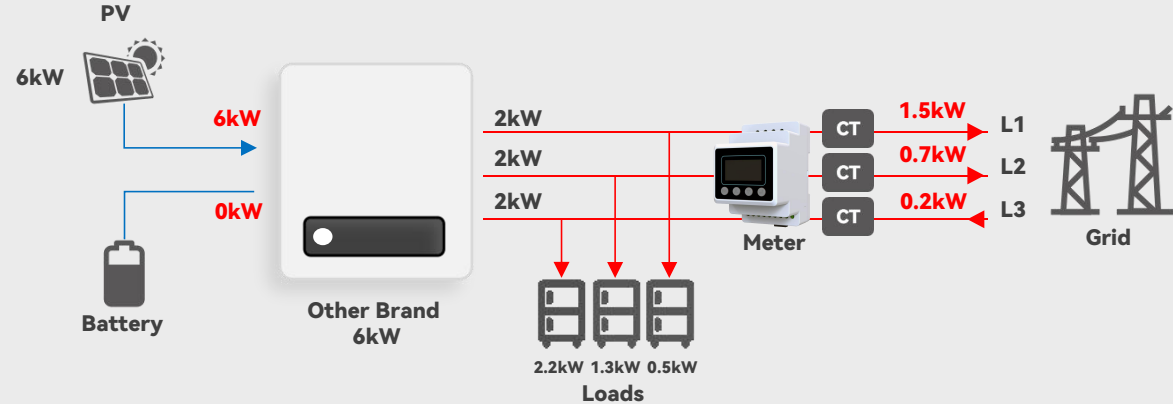 PV
6kW
6kW
0kW
Battery
Other Brand
6kW
2kW
2kW
2kW
2.2kW 1.3kW 0.5kW
Loads
Meter
CT
CT
CT
1.5kW
0.7kW
0.2kW
L1
L2
L3
Grid